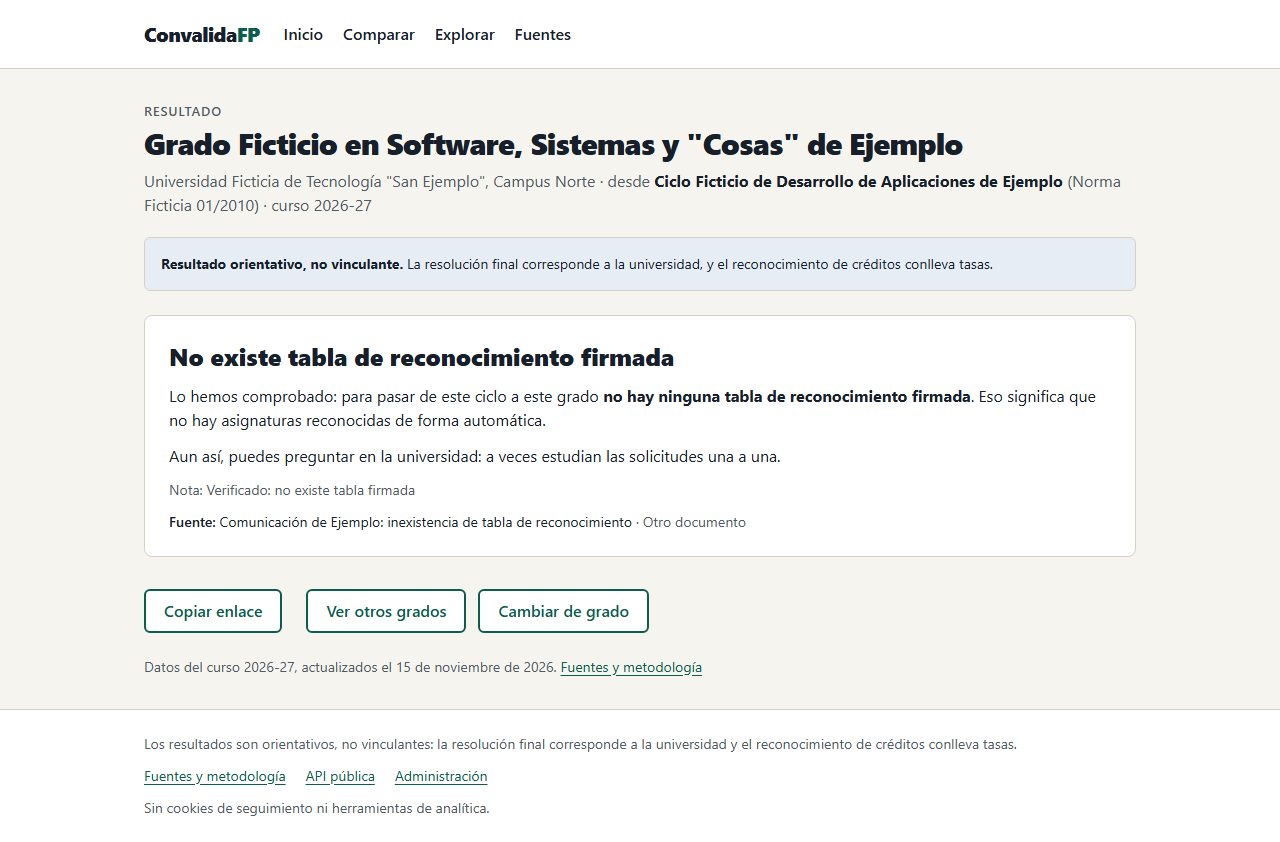 ConvalidaFP Inicio Comparar Explorar Fuentes
RESULTADO
Grado Ficticio en Software, Sistemas y "Cosas" de Ejemplo
Universidad Ficticia de Tecnología "San Ejemplo", Campus Norte · desde Ciclo Ficticio de Desarrollo de Aplicaciones de Ejemplo (Norma
Ficticia 01/2010) · curso 2026-27
Resultado orientativo, no vinculante. La resolución final corresponde a la universidad, y el reconocimiento de créditos conlleva tasas.
No existe tabla de reconocimiento firmada
Lo hemos comprobado: para pasar de este ciclo a este grado no hay ninguna tabla de reconocimiento firmada. Eso significa que
no hay asignaturas reconocidas de forma automática.
Aun así, puedes preguntar en la universidad: a veces estudian las solicitudes una a una.
Nota: Verificado: no existe tabla firmada
Fuente: Comunicación de Ejemplo: inexistencia de tabla de reconocimiento · Otro documento
Copiar enlace Ver otros grados Cambiar de grado
Datos del curso 2026-27, actualizados el 15 de noviembre de 2026. Fuentes y metodología
Los resultados son orientativos, no vinculantes: la resolución final corresponde a la universidad y el reconocimiento de créditos conlleva tasas.
Fuentes y metodología API pública Administración
Sin cookies de seguimiento ni herramientas de analítica.